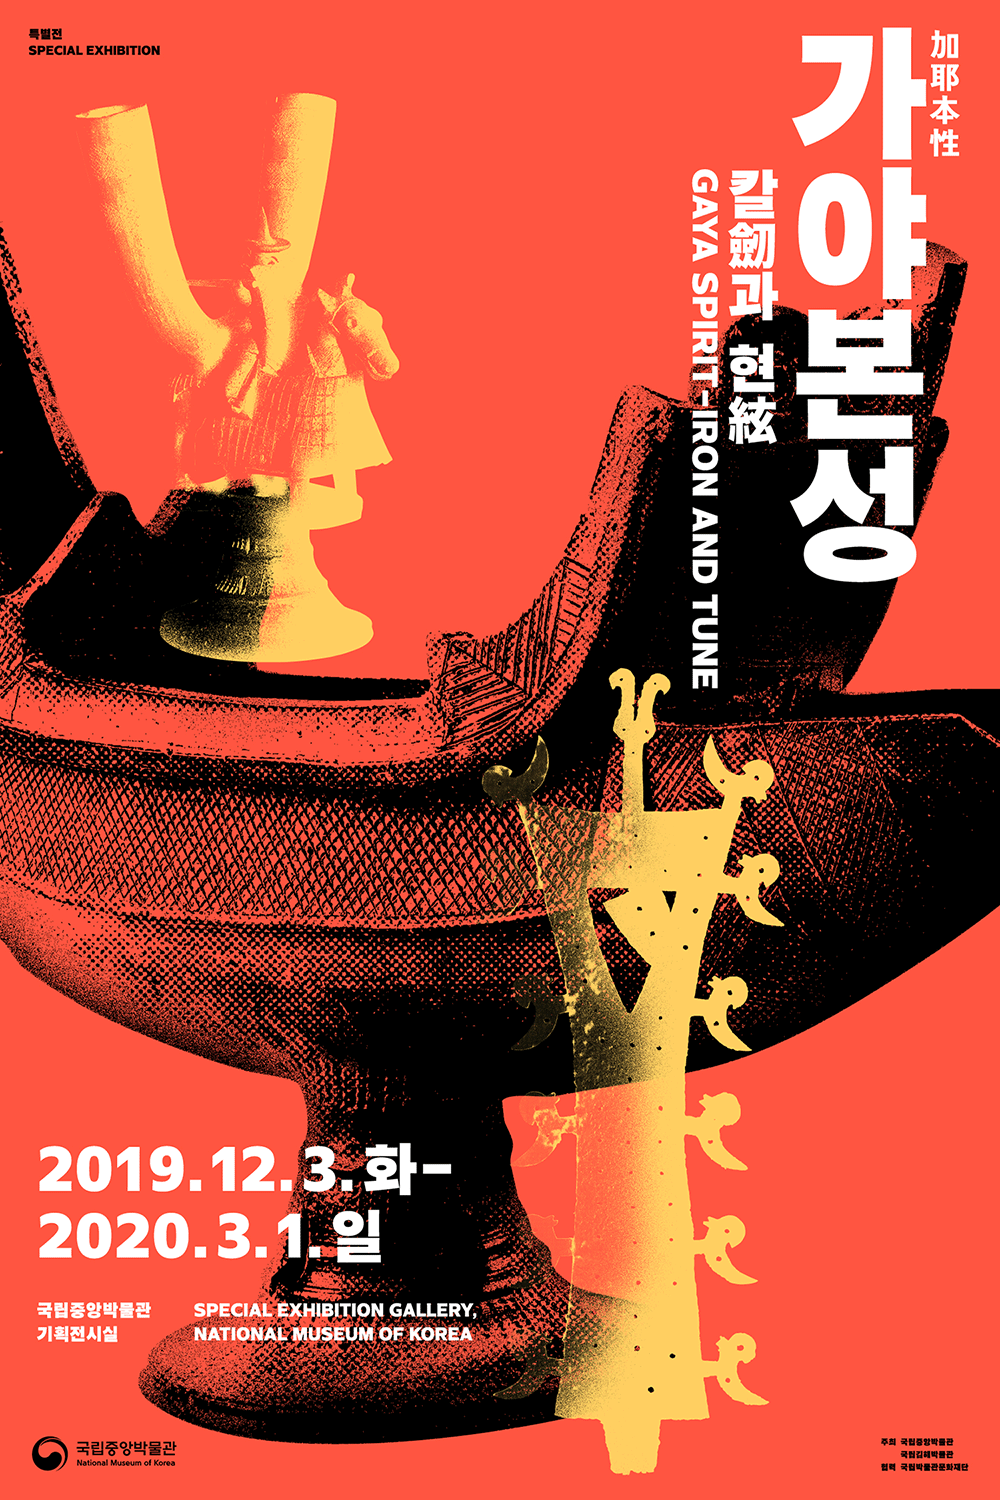 특별전
SPECIAL EXHIBITION
加耶本性
가야본성
칼劒과 현絃
GAYA SPIRIT-IRON AND TUNE
2019.12.3.화-
2020.3.1.일
국립중앙박물관
기획전시실
SPECIAL EXHIBITION GALLERY,
NATIONAL MUSEUM OF KOREA
국립중앙박물관
National Museum of Korea
주최 국립중앙박물관
국립김해박물관
협력 국립박물관문화재단